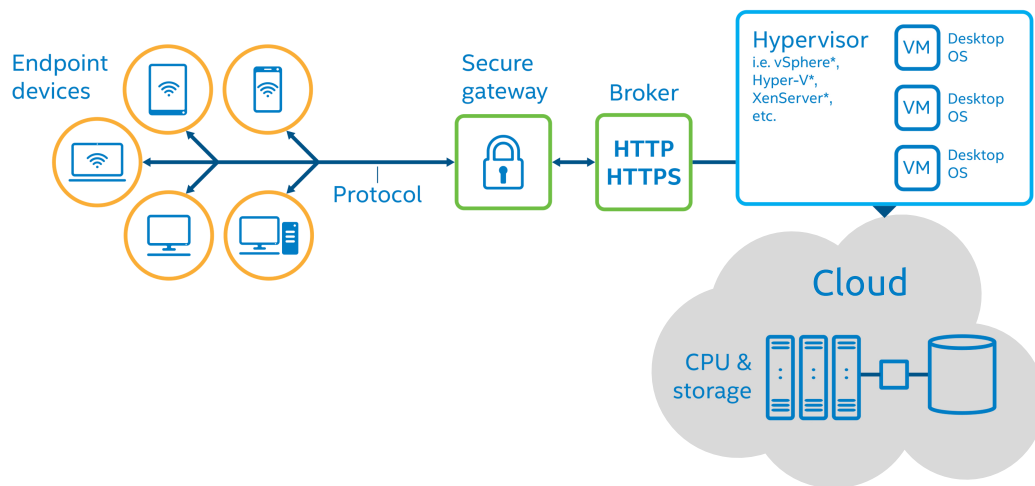 Endpoint
devices
Protocol
Secure
gateway
Broker
HTTP
HTTPS
Hypervisor
i.e. vSphere*,
Hyper-V*,
XenServer*,
etc.
VM
Desktop
OS
VM
Desktop
OS
VM
Desktop
OS
Cloud
CPU &
storage